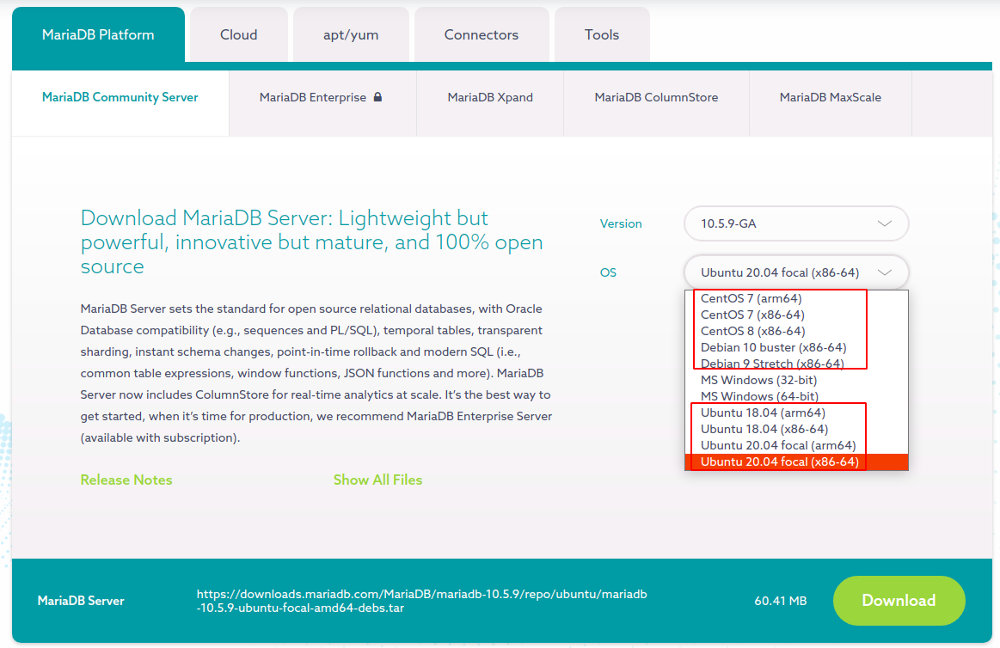 MariaDB Platform
Cloud
apt/yum
Connectors
Tools
MariaDB Community Server
MariaDB Enterprise
MariaDB Xpand
MariaDB ColumnStore
MariaDB MaxScale
Download MariaDB Server: Lightweight but
powerful, innovative but mature, and 100% open
source
MariaDB Server sets the standard for open source relational databases, with Oracle
Database compatibility (e.g., sequences and PL/SQL), temporal tables, transparent
sharding, instant schema changes, point-in-time rollback and modern SQL (i.e.,
common table expressions, window functions, JSON functions and more). MariaDB
Server now includes ColumnStore for real-time analytics at scale. It's the best way to
get started, when it's time for production, we recommend MariaDB Enterprise Server
(available with subscription).
Release Notes
Show All Files
Version
10.5.9-GA
OS
Ubuntu 20.04 focal (x86-64)
CentOS 7 (arm64)
CentOS 7 (x86-64)
CentOS 8 (x86-64)
Debian 10 buster (x86-64)
Debian 9 Stretch (x86-64)
MS Windows (32-bit)
MS Windows (64-bit)
Ubuntu 18.04 (arm64)
Ubuntu 18.04 (x86-64)
Ubuntu 20.04 focal (arm64)
Ubuntu 20.04 focal (x86-64)
MariaDB Server
https://downloads.mariadb.com/MariaDB/mariadb-10.5.9/repo/ubuntu/mariadb
-10.5.9-ubuntu-focal-amd64-debs.tar
60.41 MB
Download